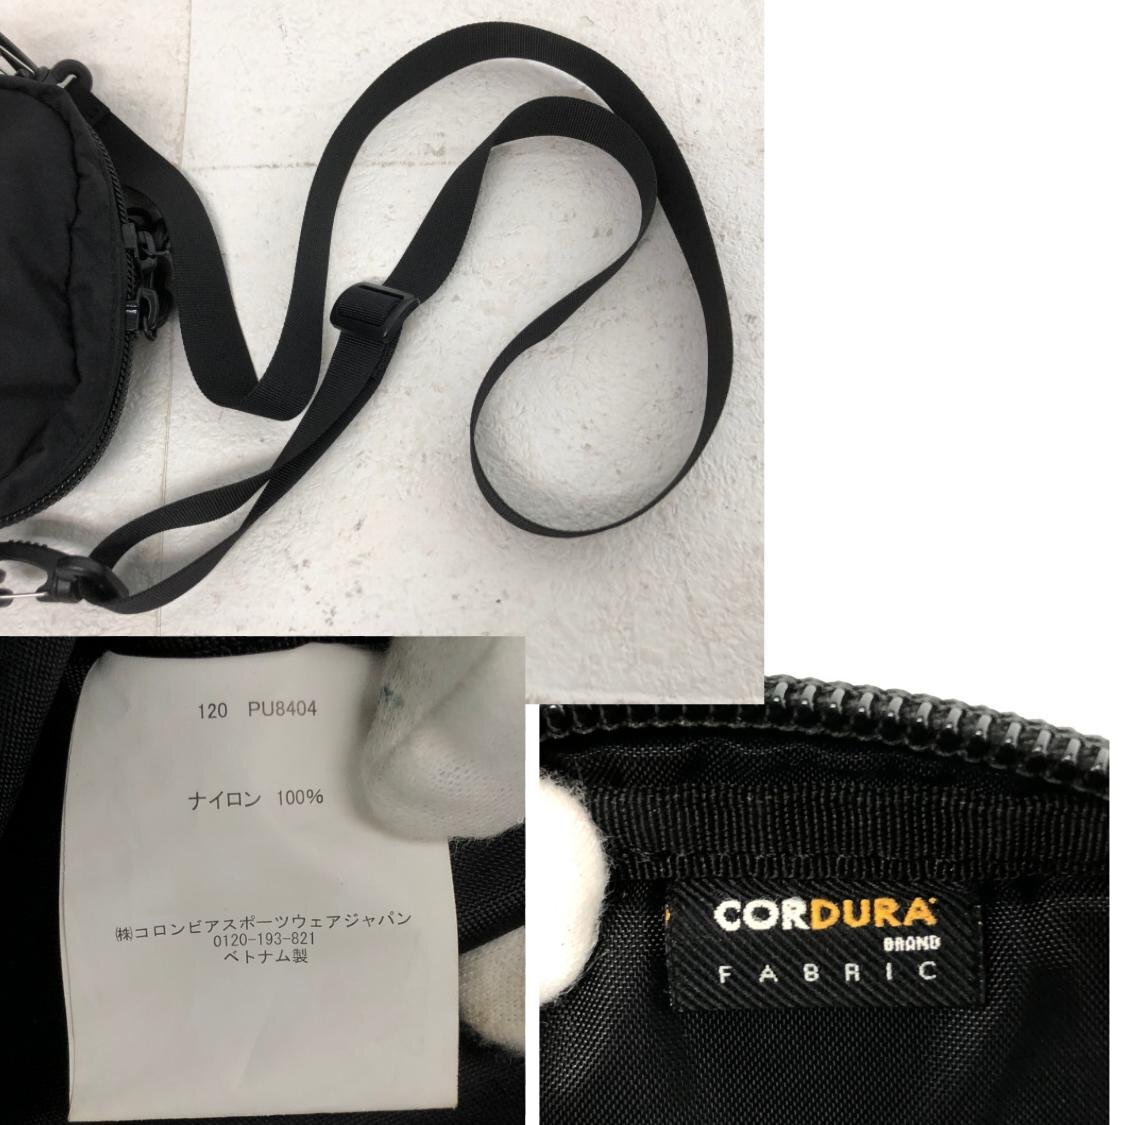 120 PU8404
ナイロン 100%
㈱コロンビアスポーツウェアジャパン
0120-193-821
ベトナム製
CORDURA
BRAND
FABRIC